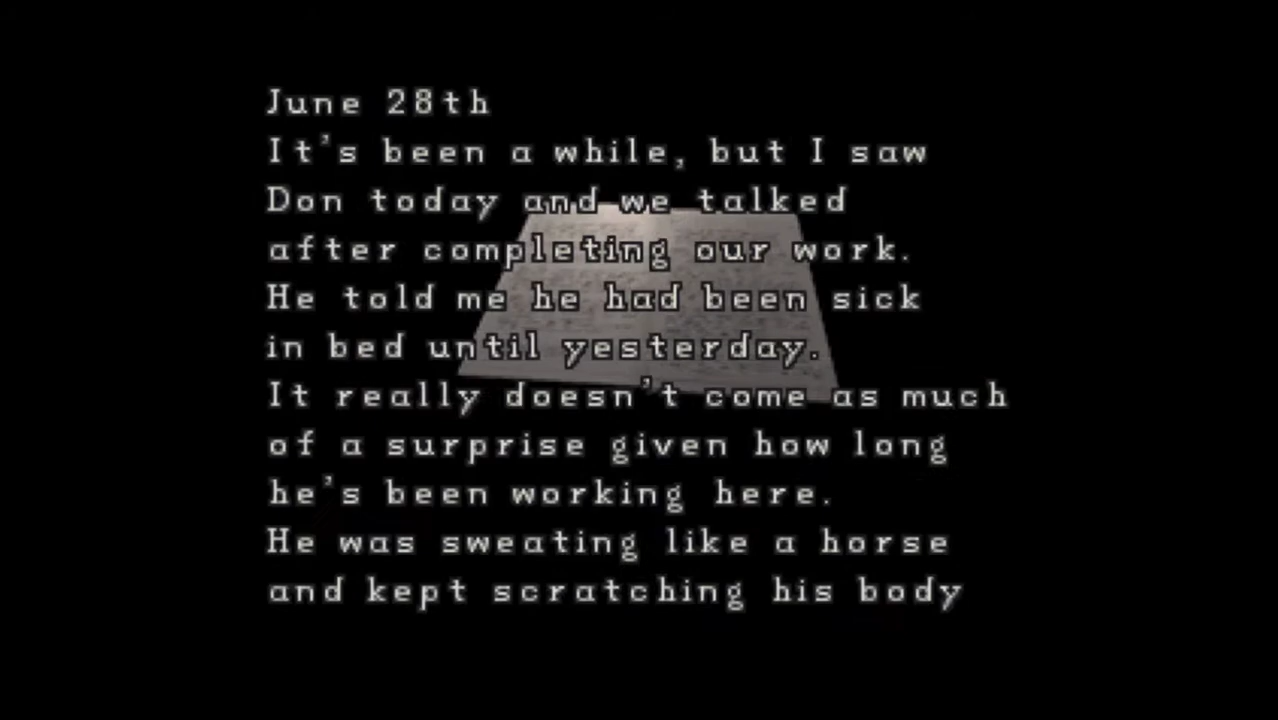 June 28th
It's been a while, but I saw
Don today and we talked
after completing our work.
He told me he had been sick
in bed until yesterday.
It really doesn't come as much
of a surprise given how long
he's been working here.
He was sweating like a horse
and kept scratching his body